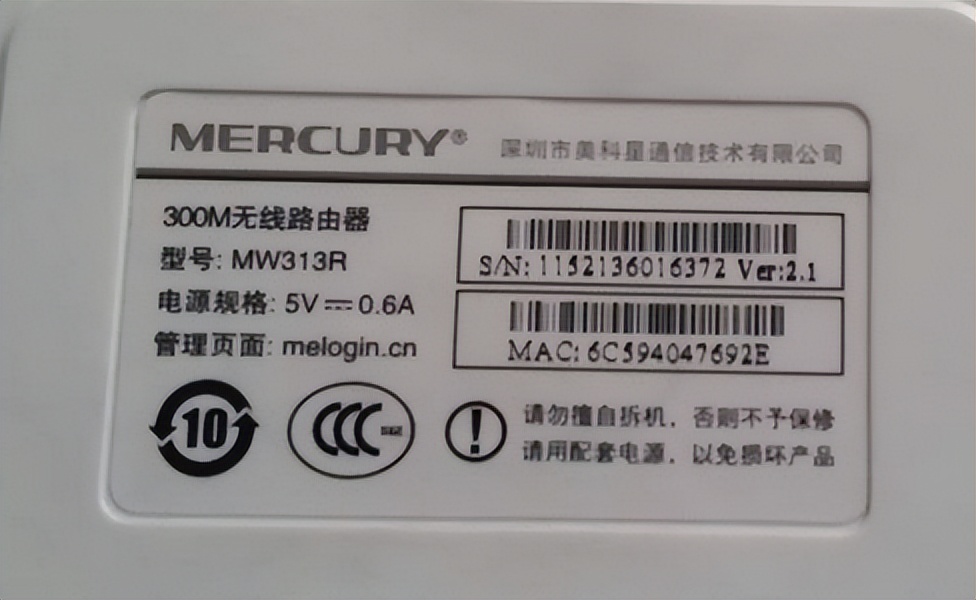 MERCURY®
深圳市美科星通信技术有限公司
300M无线路由器
型号: MW313R
电源规格: 5V⎓0.6A
管理页面: melogin.cn
S/N: 1152136016372 Ver:2.1
MAC: 6C594047692E
10
CCC
!
请勿擅自拆机，否则不予保修
请用配套电源，以免损坏产品